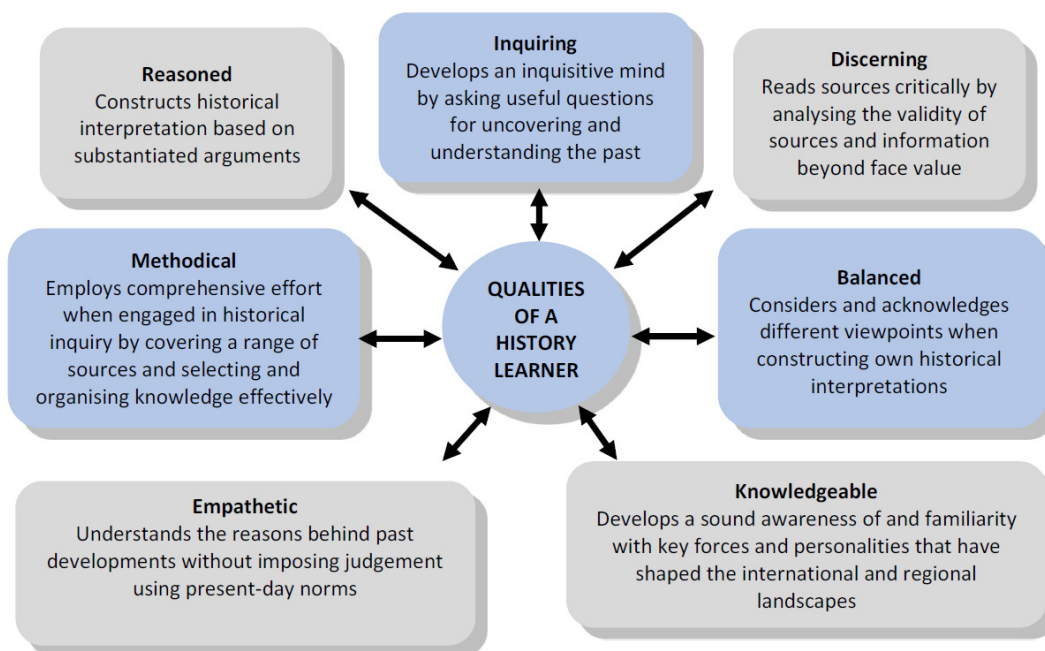 Inquiring
Develops an inquisitive mind
by asking useful questions
for uncovering and
understanding the past
Reasoned
Constructs historical
interpretation based on
substantiated arguments
Discerning
Reads sources critically by
analysing the validity of
sources and information
beyond face value
Methodical
Employs comprehensive effort
when engaged in historical
inquiry by covering a range of
sources and selecting and
organising knowledge effectively
QUALITIES
OF A
HISTORY
LEARNER
Balanced
Considers and acknowledges
different viewpoints when
constructing own historical
interpretations
Empathetic
Understands the reasons behind past
developments without imposing judgement
using present-day norms
Knowledgeable
Develops a sound awareness of and familiarity
with key forces and personalities that have
shaped the international and regional
landscapes